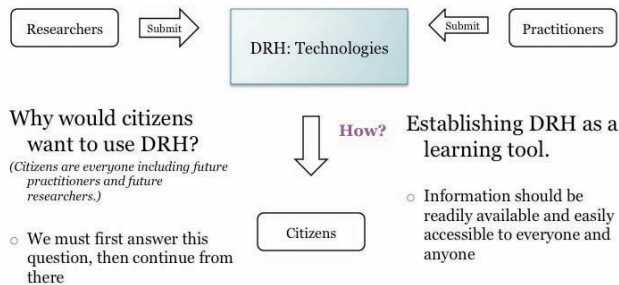 Researchers
Submit
DRH: Technologies
Submit
Practitioners
Why would citizens
want to use DRH?
(Citizens are everyone including future
practitioners and future
researchers.)
○ We must first answer this
question, then continue from
there
How?
Citizens
Establishing DRH as a
learning tool.
○ Information should be
readily available and easily
accessible to everyone and
anyone